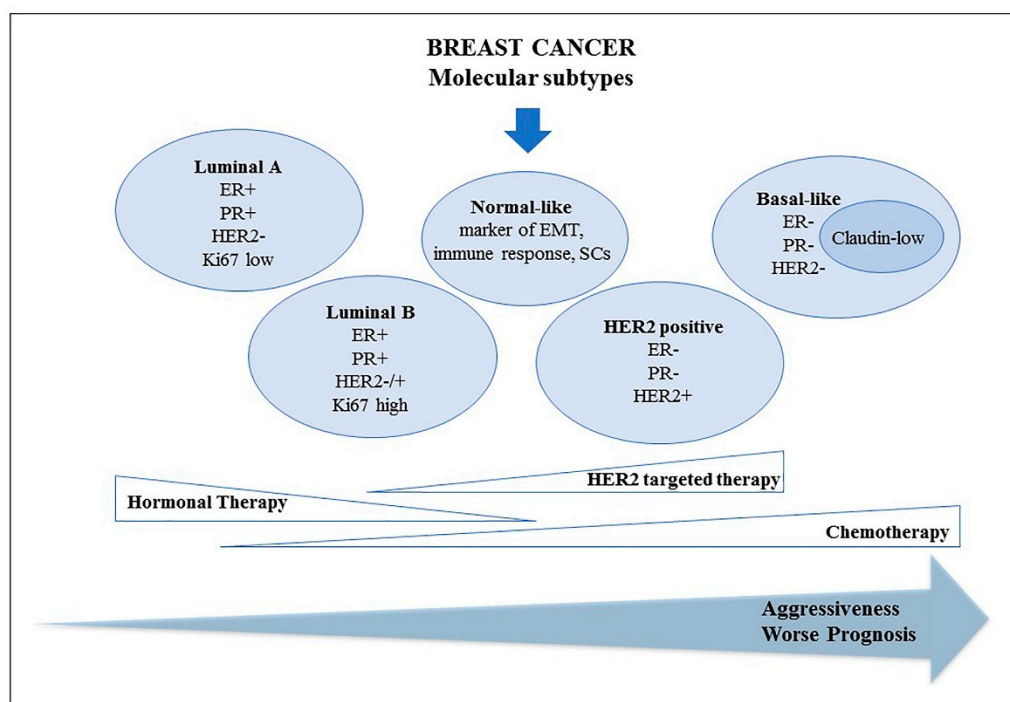 BREAST CANCER
Molecular subtypes
Luminal A
ER+
PR+
HER2-
Ki67 low
Normal-like
marker of EMT,
immune response, SCs
Basal-like
ER-
PR-
HER2-
Claudin-low
Luminal B
ER+
PR+
HER2-/+
Ki67 high
HER2 positive
ER-
PR-
HER2+
HER2 targeted therapy
Hormonal Therapy
Chemotherapy
Aggressiveness
Worse Prognosis